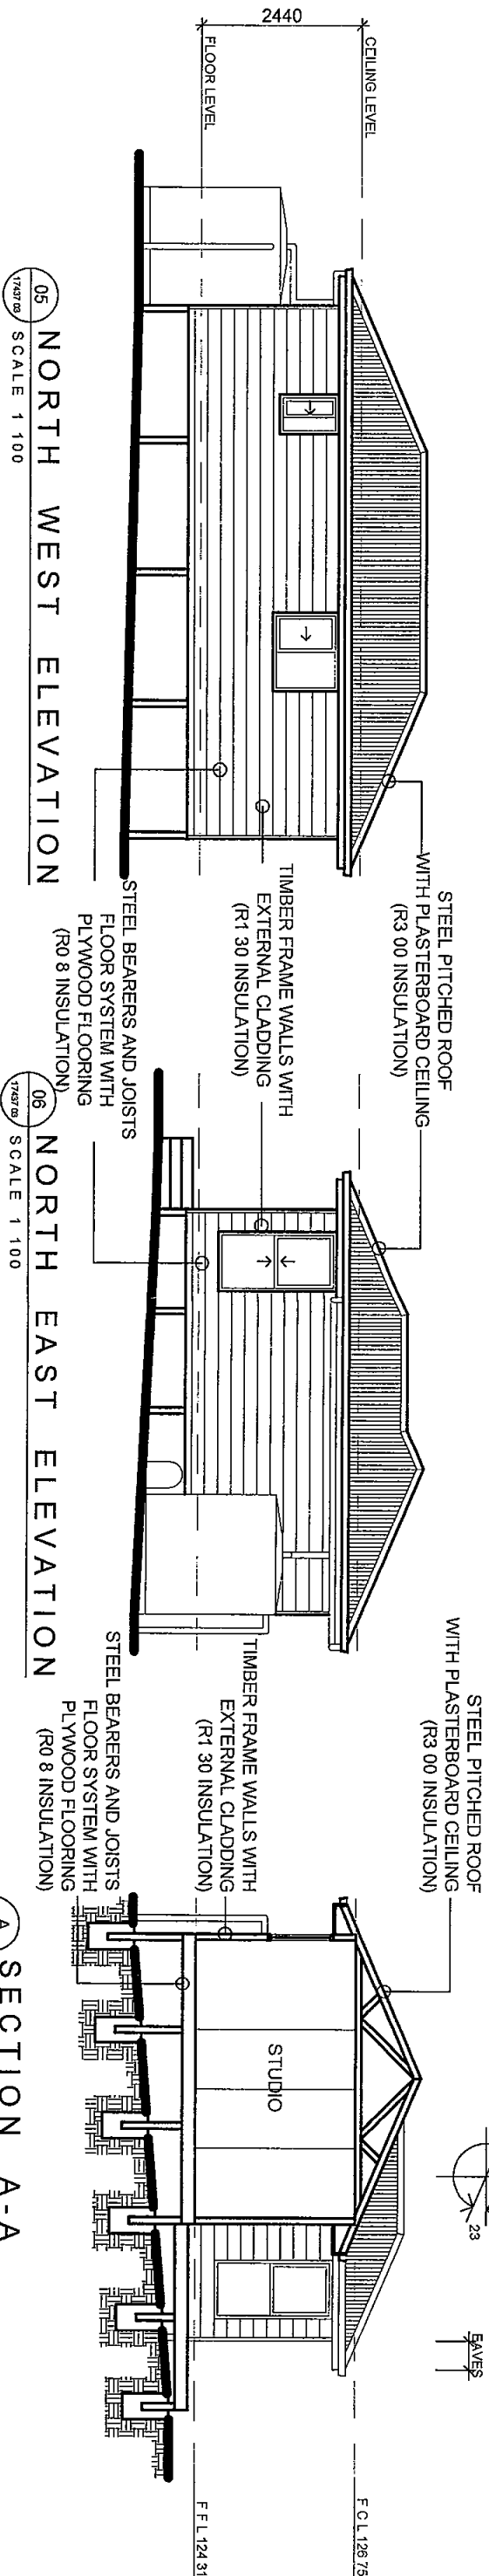 2440
CEILING LEVEL
FLOOR LEVEL
STEEL PITCHED ROOF
WITH PLASTERBOARD CEILING
(R3 00 INSULATION)
TIMBER FRAME WALLS WITH
EXTERNAL CLADDING
(R1 30 INSULATION)
STEEL BEARERS AND JOISTS
FLOOR SYSTEM WITH
PLYWOOD FLOORING
(R0 8 INSULATION)
05
17437 03
NORTH WEST ELEVATION
SCALE 1 100
STEEL PITCHED ROOF
WITH PLASTERBOARD CEILING
(R3 00 INSULATION)
TIMBER FRAME WALLS WITH
EXTERNAL CLADDING
(R1 30 INSULATION)
STEEL BEARERS AND JOISTS
FLOOR SYSTEM WITH
PLYWOOD FLOORING
(R0 8 INSULATION)
06
17437 03
NORTH EAST ELEVATION
SCALE 1 100
23
EAVES
STUDIO
F C L 126 75
F F L 124 31
A
SECTION A-A